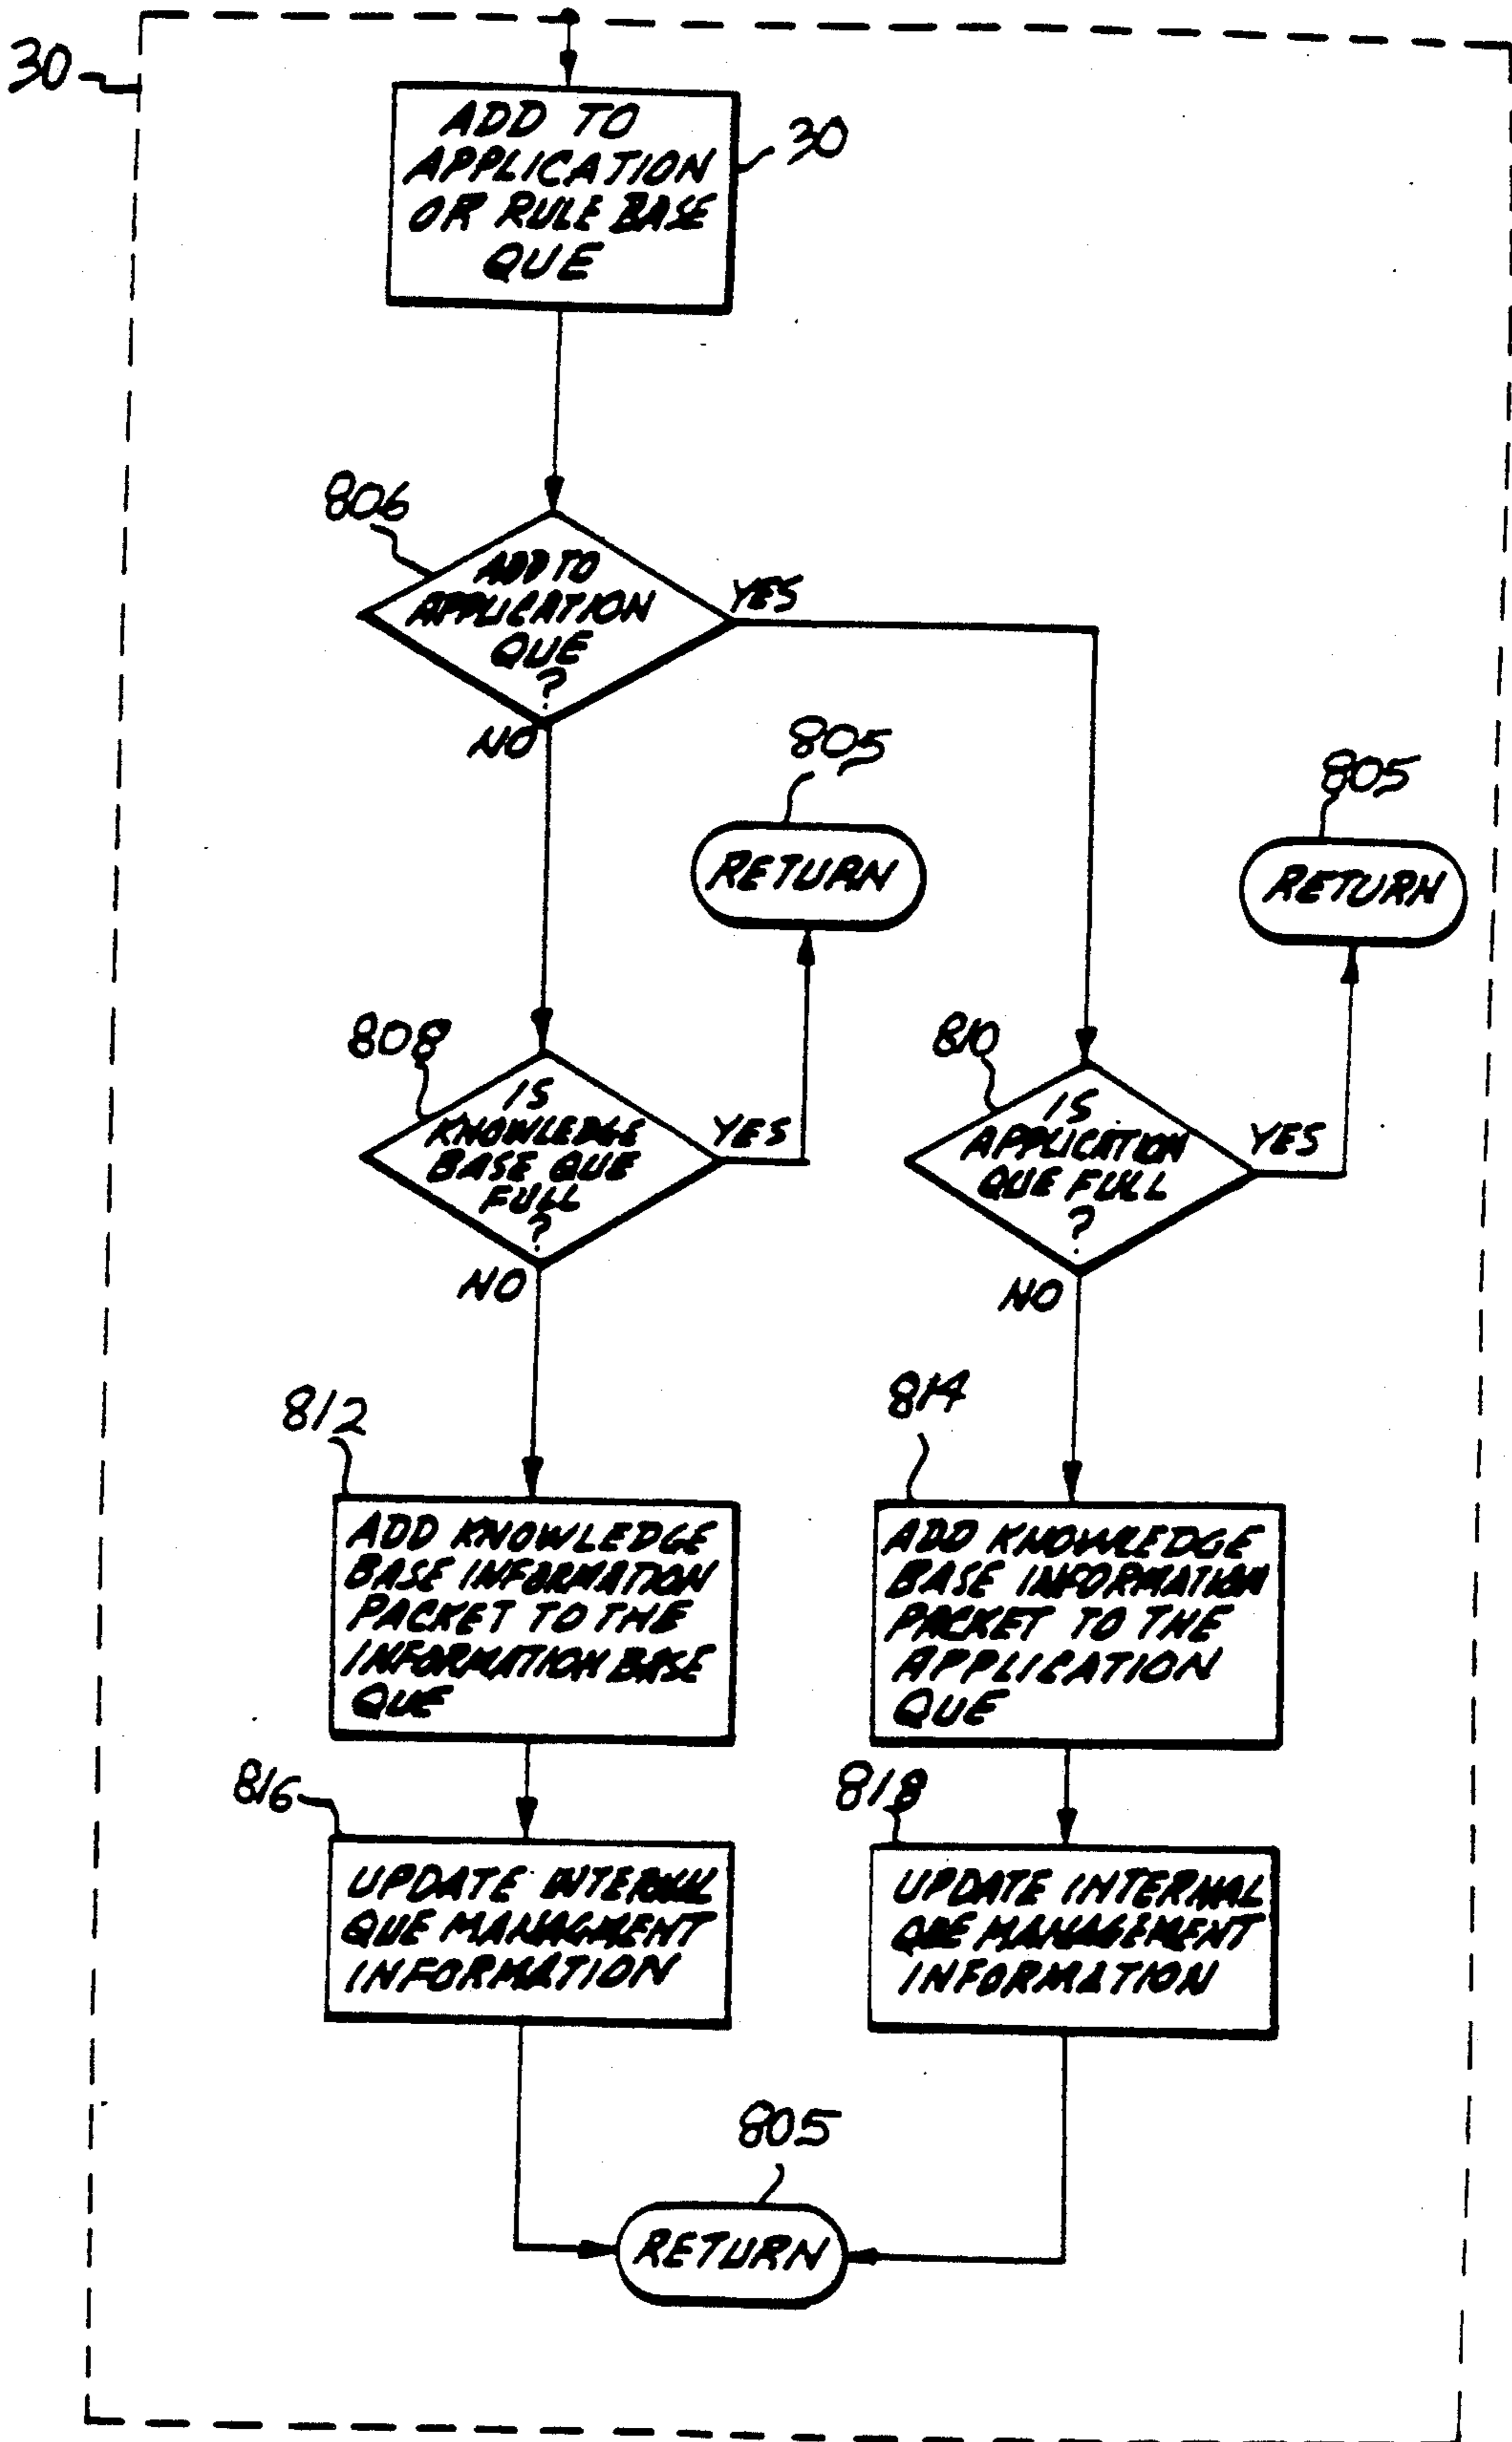 30
ADD TO
APPLICATION
OR RULE BASE
QUE
30
806
ADD TO
APPLICATION
QUE
?
YES
NO
805
RETURN
805
RETURN
808
IS
KNOWLEDGE
BASE QUE
FULL
?
YES
NO
810
IS
APPLICATION
QUE FULL
?
YES
NO
812
ADD KNOWLEDGE
BASE INFORMATION
PACKET TO THE
INFORMATION BASE
QUE
814
ADD KNOWLEDGE
BASE INFORMATION
PACKET TO THE
APPLICATION
QUE
816
UPDATE INTERNAL
QUE MANAGMENT
INFORMATION
818
UPDATE INTERNAL
QUE MANAGEMENT
INFORMATION
805
RETURN